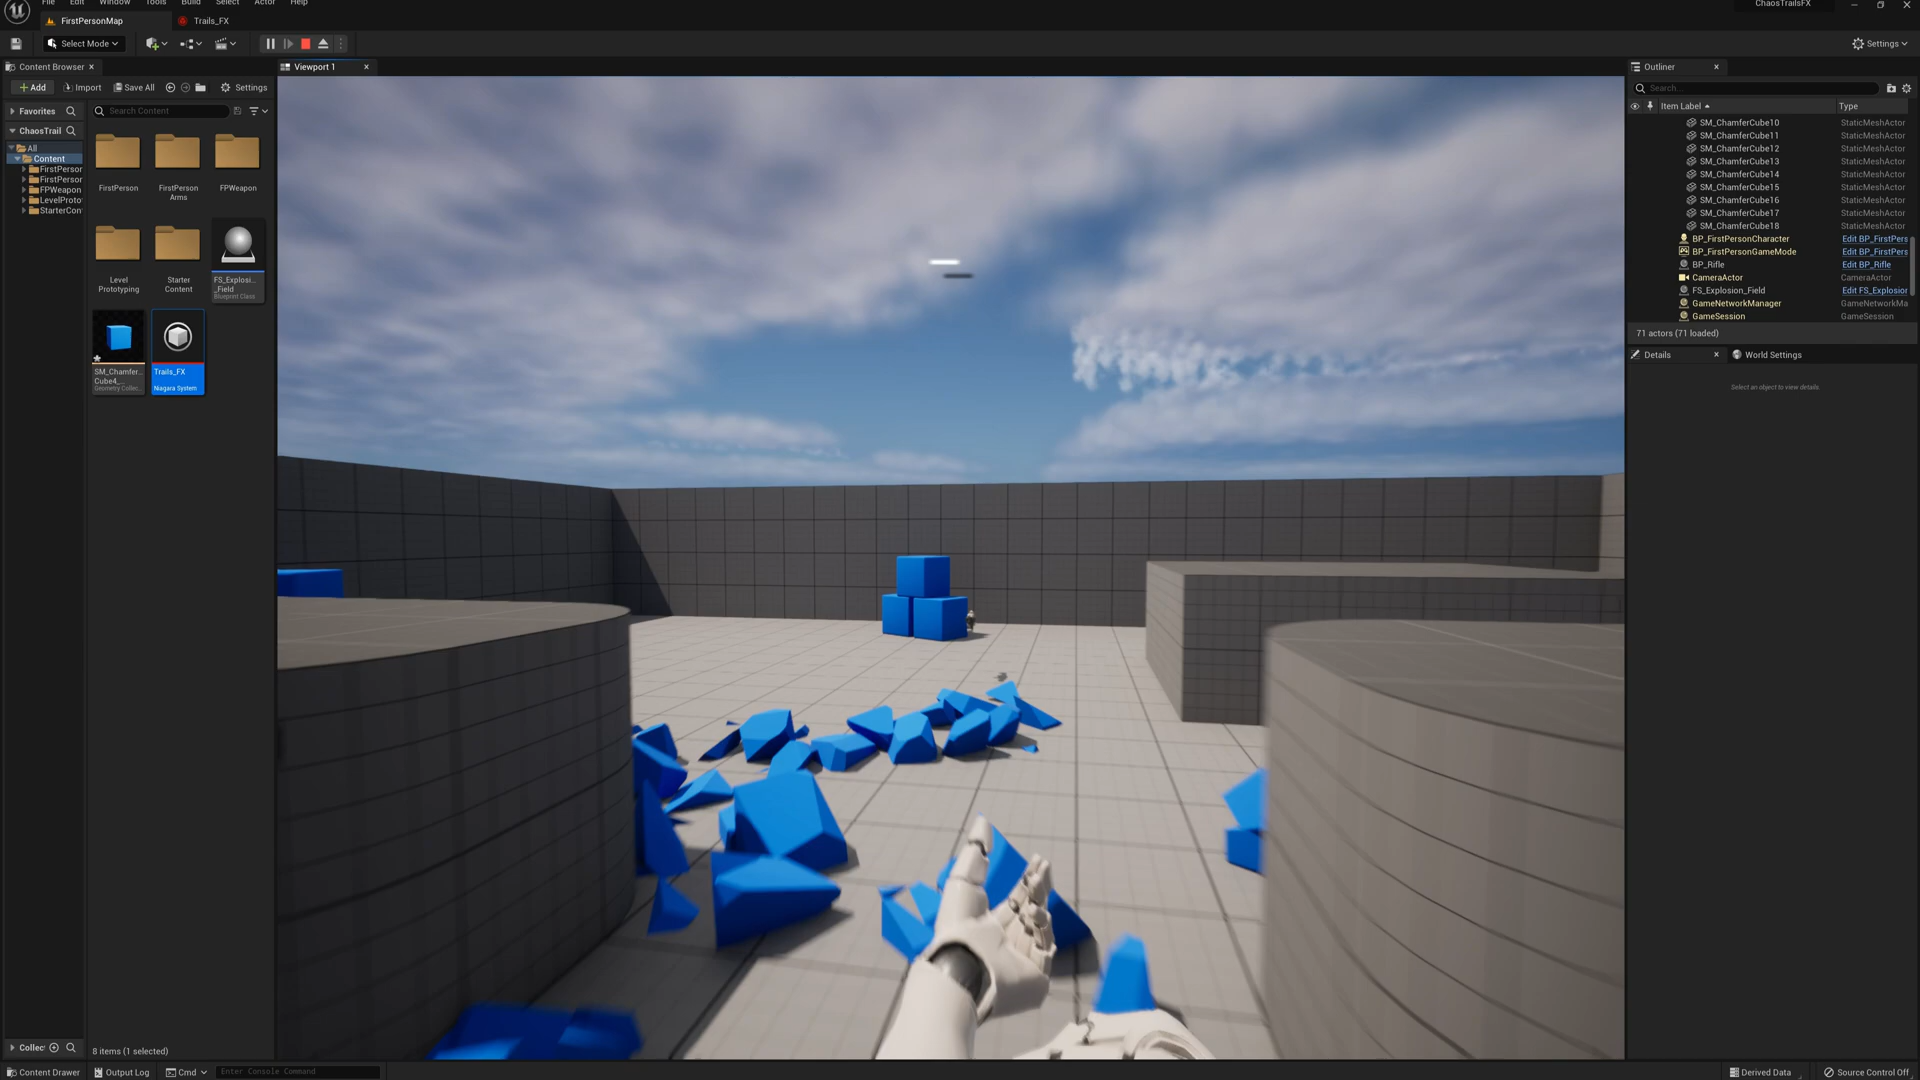 File Edit Window Tools Build Select Actor Help
ChaosTrailsFX
FirstPersonMap
Trails_FX
Select Mode
Settings
Content Browser
Viewport 1
Outliner
Add Import Save All Settings
Favorites
Search Content
ChaosTrail
All
Content
FirstPerson
FirstPerson
FPWeapon
LevelProto
StarterCon
FirstPerson
FirstPerson
Arms
FPWeapon
Level
Prototyping
Starter
Content
FS_Explosi...
_Field
Blueprint Class
SM_Chamfer...
Cube4_...
Geometry Collec...
Trails_FX
Niagara System
Search...
Item Label Type
SM_ChamferCube10 StaticMeshActor
SM_ChamferCube11 StaticMeshActor
SM_ChamferCube12 StaticMeshActor
SM_ChamferCube13 StaticMeshActor
SM_ChamferCube14 StaticMeshActor
SM_ChamferCube15 StaticMeshActor
SM_ChamferCube16 StaticMeshActor
SM_ChamferCube17 StaticMeshActor
SM_ChamferCube18 StaticMeshActor
BP_FirstPersonCharacter Edit BP_FirstPers
BP_FirstPersonGameMode Edit BP_FirstPers
BP_Rifle Edit BP_Rifle
CameraActor CameraActor
FS_Explosion_Field Edit FS_Explosion
GameNetworkManager GameNetworkMa
GameSession GameSession
71 actors (71 loaded)
Details
World Settings
Select an object to view details.
Collec
8 items (1 selected)
Content Drawer
Output Log
Cmd
Enter Console Command
Derived Data
Source Control Off